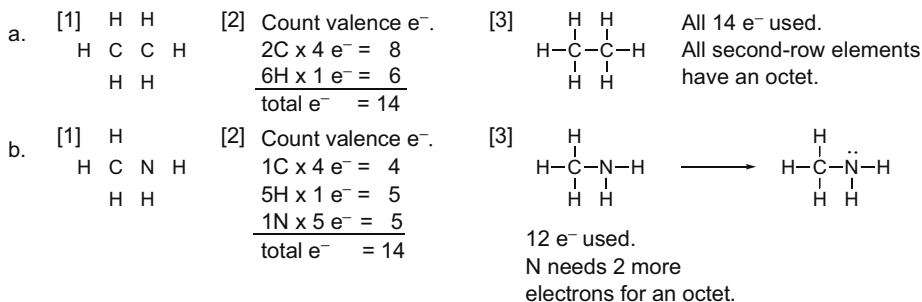 a.
[1] H H
H C C H
H H
[2] Count valence e⁻.
2C x 4 e⁻ = 8
6H x 1 e⁻ = 6
total e⁻ = 14
[3]
H H
H–C–C–H
H H
All 14 e⁻ used.
All second-row elements
have an octet.
b.
[1] H
H C N H
H H
[2] Count valence e⁻.
1C x 4 e⁻ = 4
5H x 1 e⁻ = 5
1N x 5 e⁻ = 5
total e⁻ = 14
[3]
H
H–C–N–H
H H
12 e⁻ used.
N needs 2 more
electrons for an octet.
H
H–C–N̈–H
H H